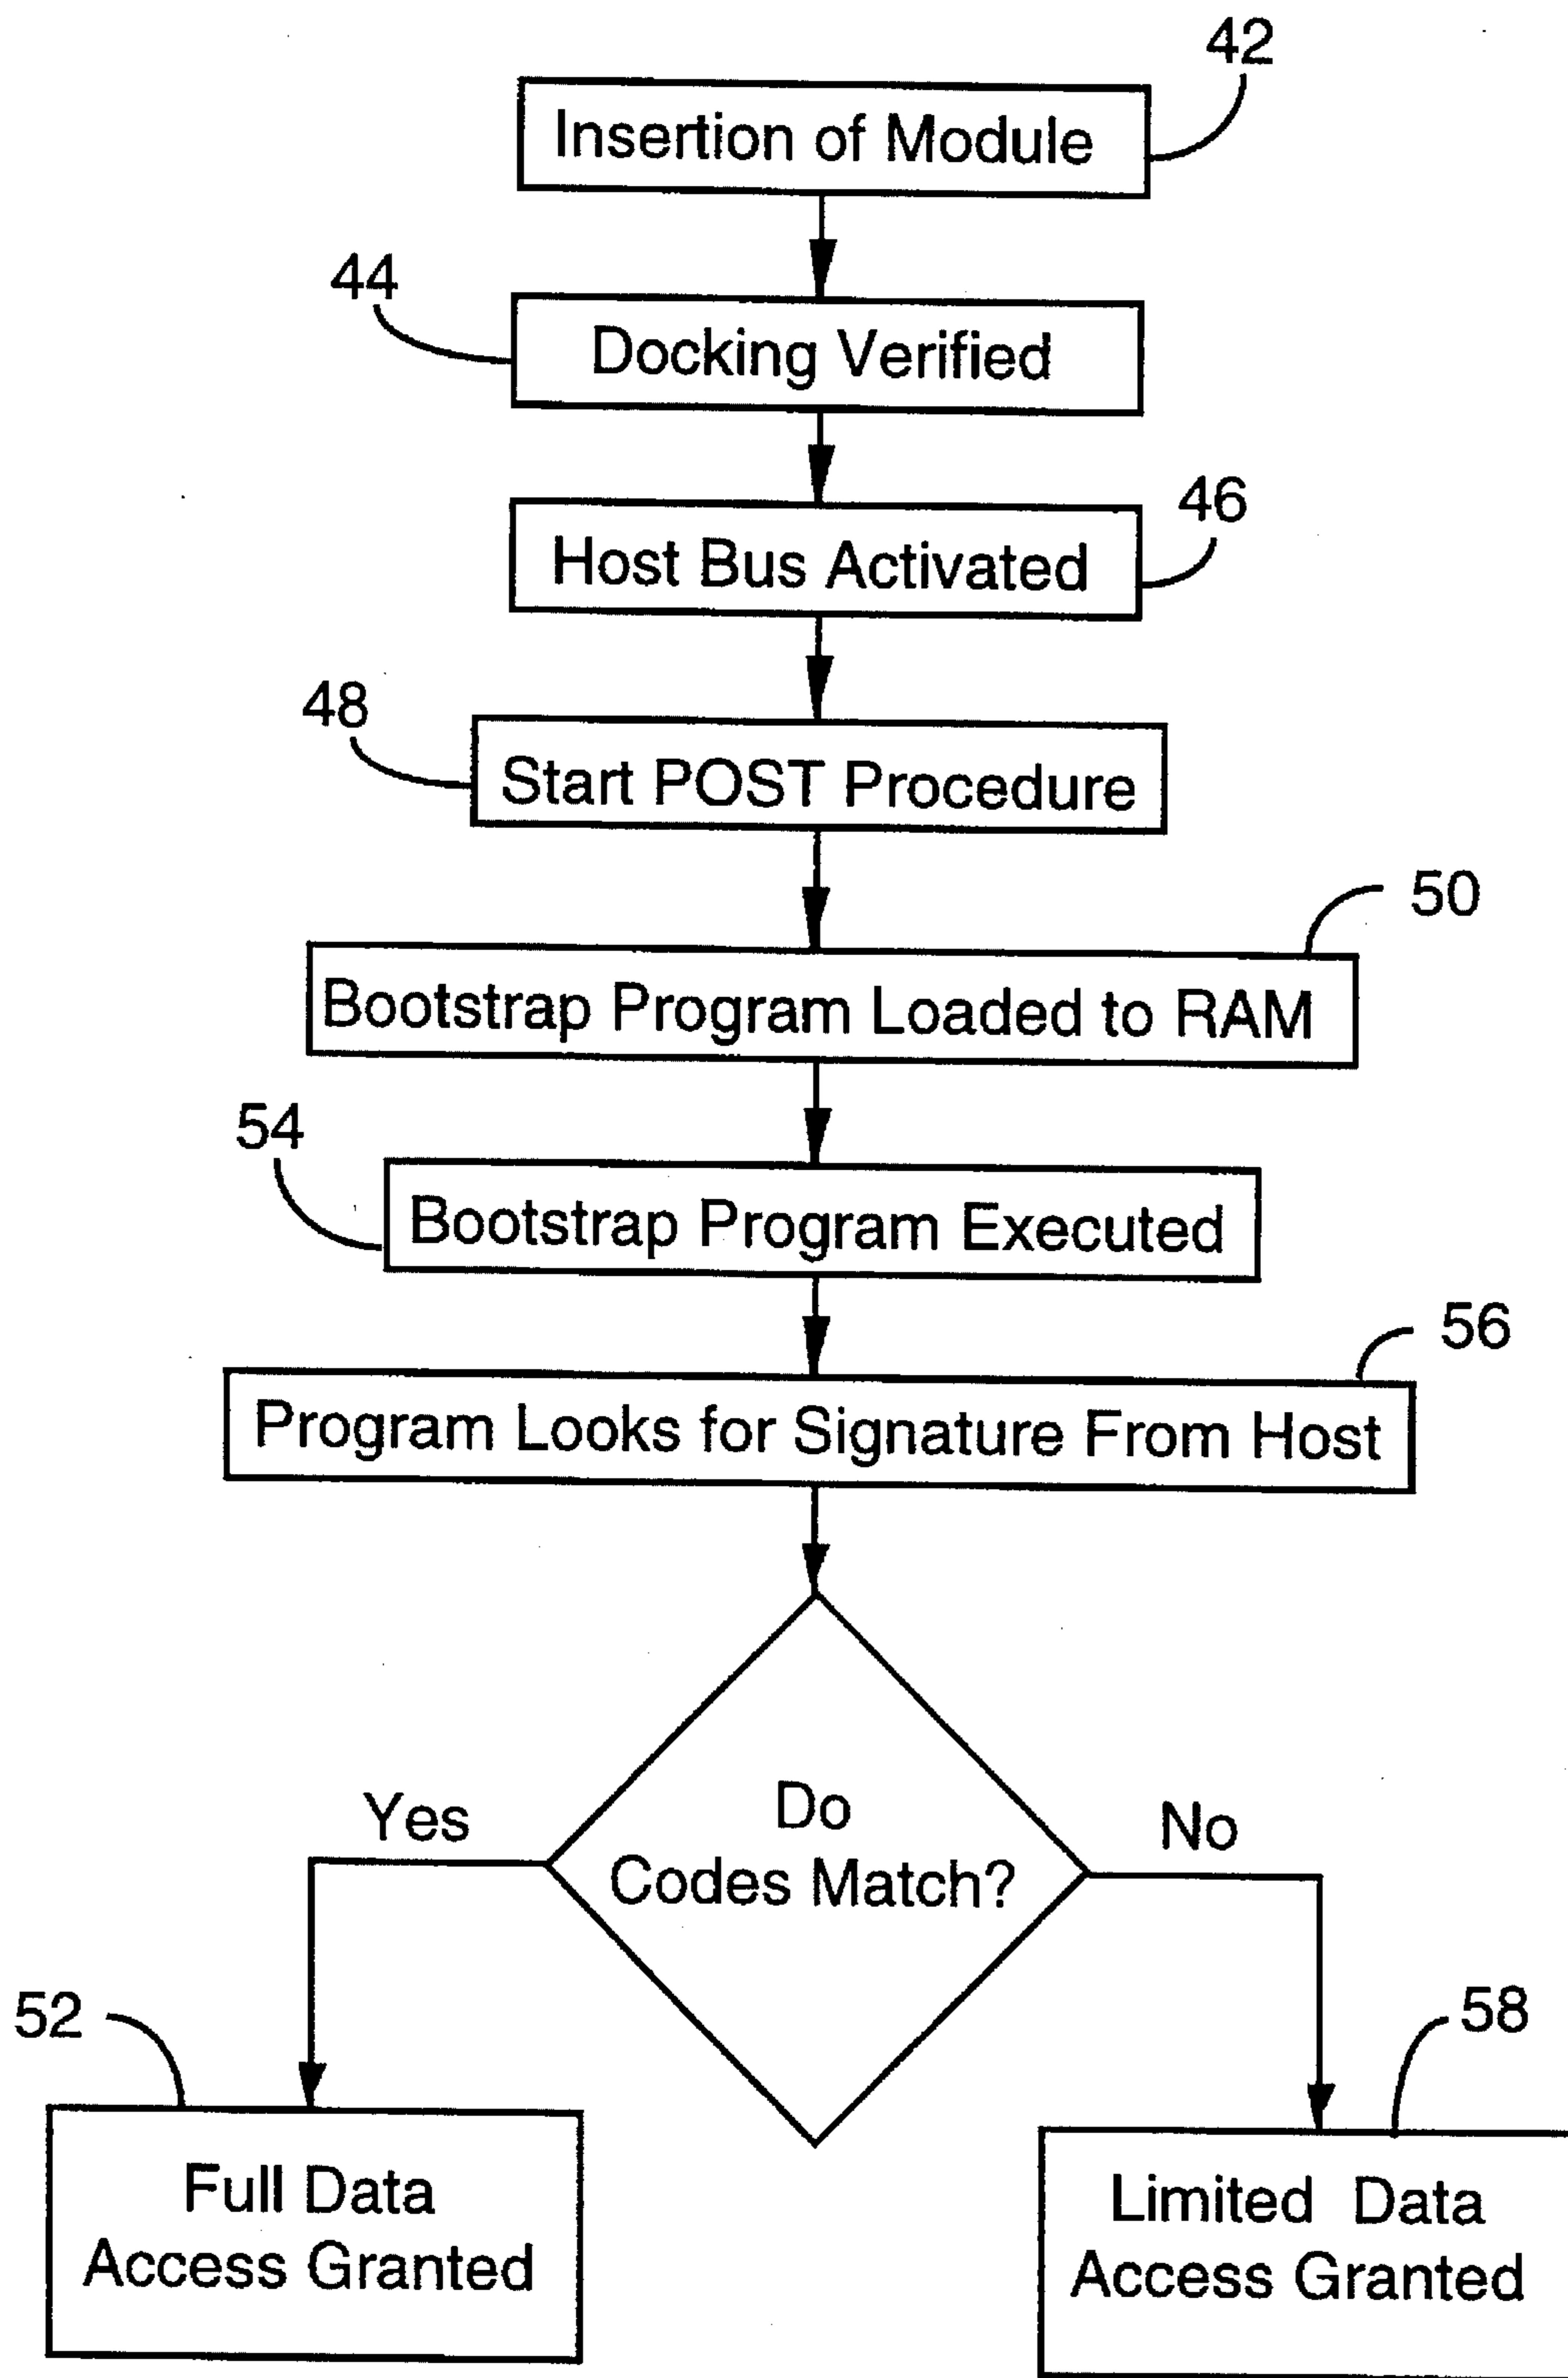 42
Insertion of Module
44
Docking Verified
46
Host Bus Activated
48
Start POST Procedure
50
Bootstrap Program Loaded to RAM
54
Bootstrap Program Executed
56
Program Looks for Signature From Host
Do
Codes Match?
Yes
No
52
Full Data
Access Granted
58
Limited Data
Access Granted